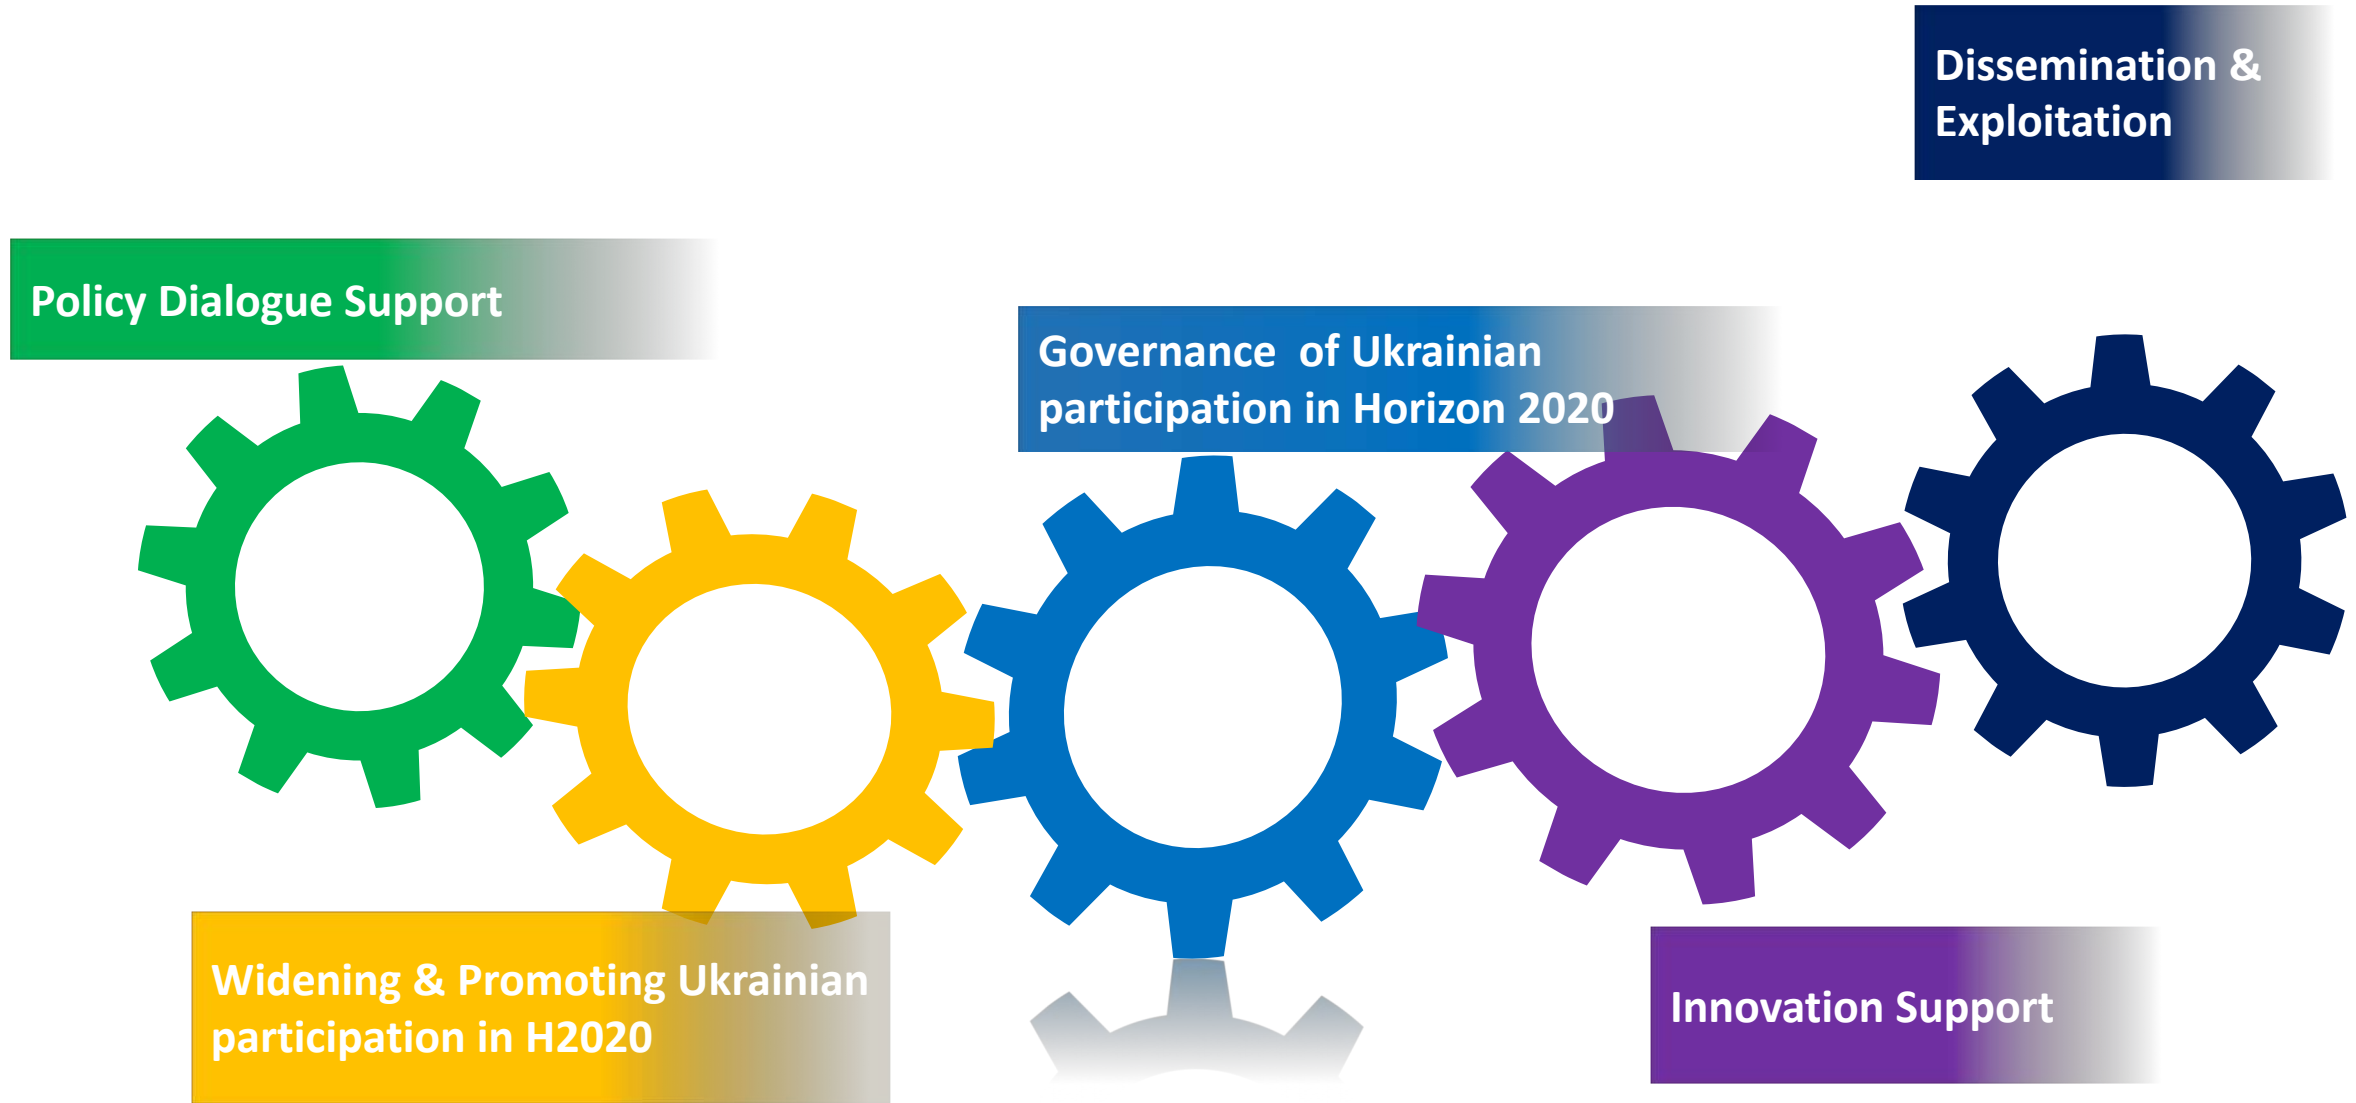 Dissemination &
Exploitation
Policy Dialogue Support
Governance  of Ukrainian
participation in Horizon 2020
Widening & Promoting Ukrainian
participation in H2020
Innovation Support